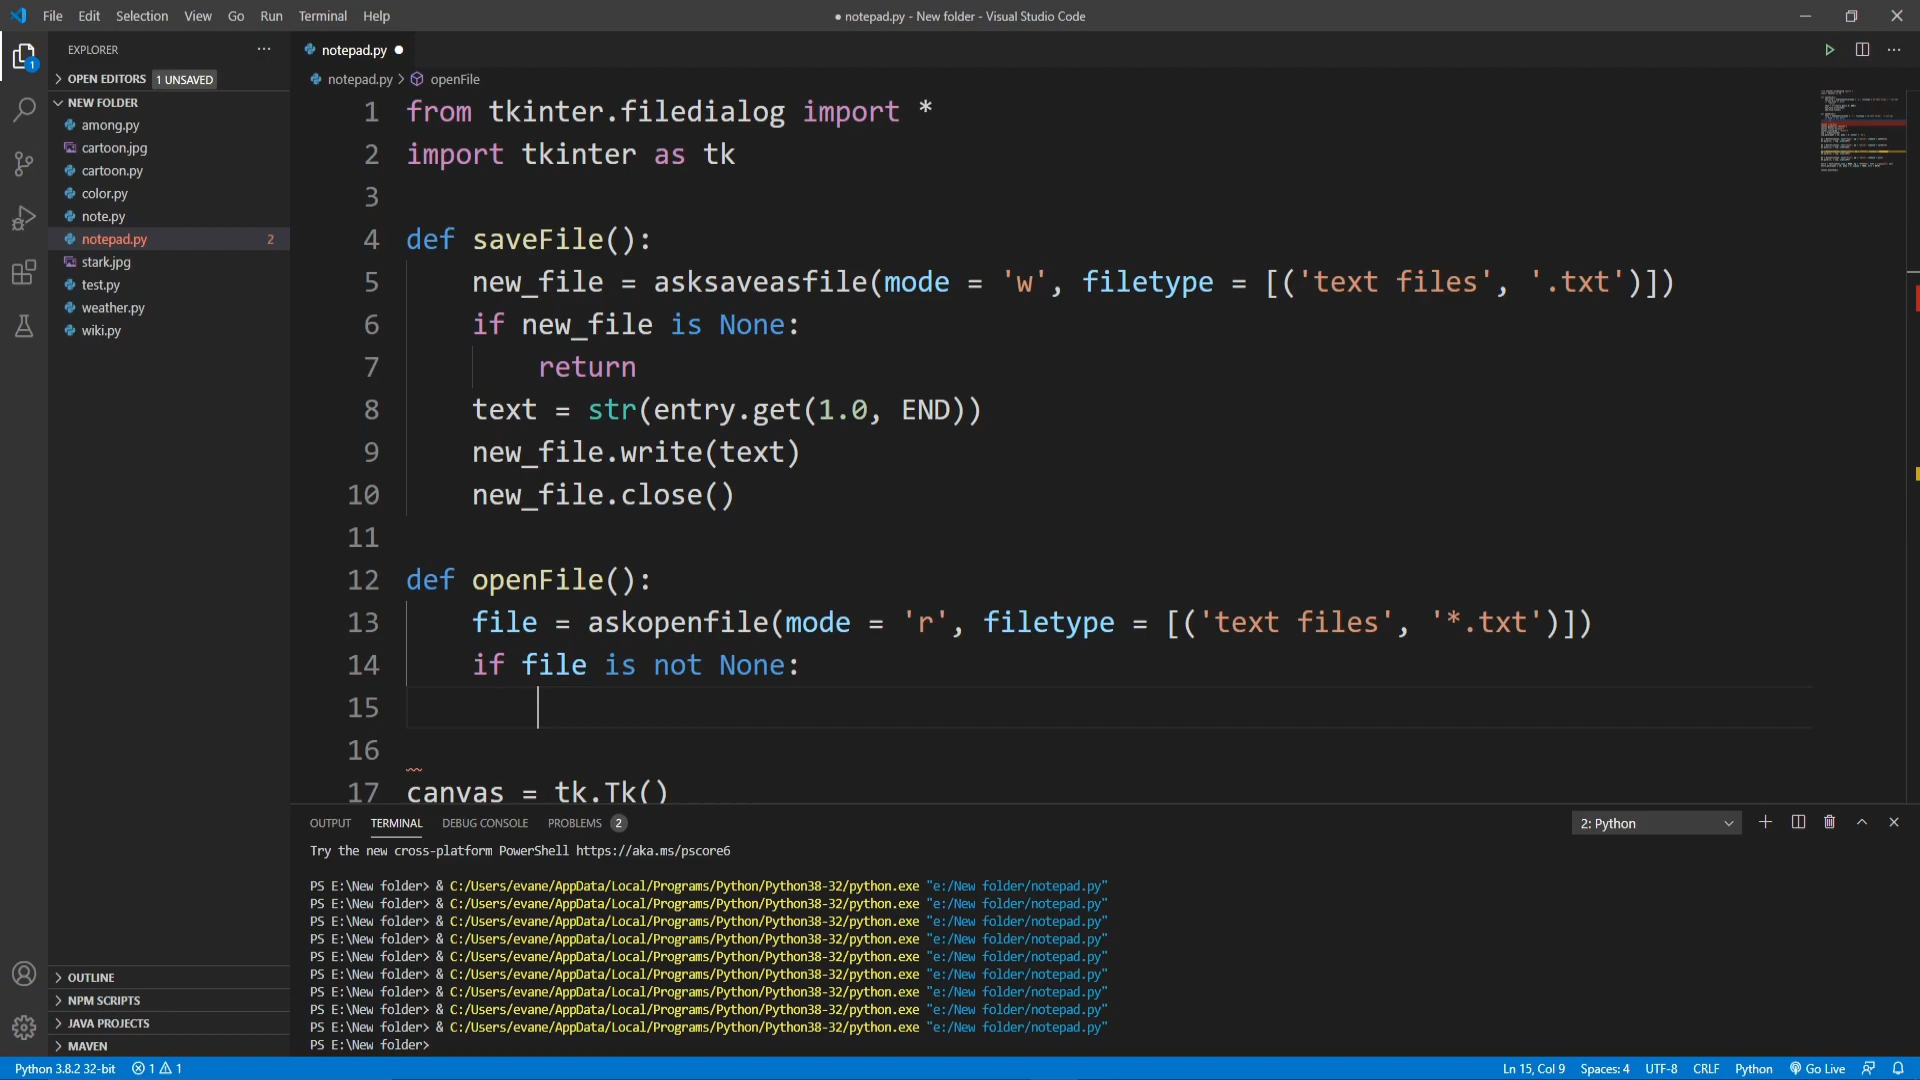 File Edit Selection View Go Run Terminal Help
● notepad.py - New folder - Visual Studio Code
EXPLORER
notepad.py
OPEN EDITORS 1 UNSAVED
notepad.py > openFile
NEW FOLDER
among.py
cartoon.jpg
cartoon.py
color.py
note.py
notepad.py 2
stark.jpg
test.py
weather.py
wiki.py
1 from tkinter.filedialog import *
2 import tkinter as tk
3
4 def saveFile():
5 new_file = asksaveasfile(mode = 'w', filetype = [('text files', '.txt')])
6 if new_file is None:
7 return
8 text = str(entry.get(1.0, END))
9 new_file.write(text)
10 new_file.close()
11
12 def openFile():
13 file = askopenfile(mode = 'r', filetype = [('text files', '*.txt')])
14 if file is not None:
15
16
17 canvas = tk.Tk()
OUTPUT TERMINAL DEBUG CONSOLE PROBLEMS 2
2: Python
Try the new cross-platform PowerShell https://aka.ms/pscore6
PS E:\New folder> & C:/Users/evane/AppData/Local/Programs/Python/Python38-32/python.exe "e:/New folder/notepad.py"
PS E:\New folder> & C:/Users/evane/AppData/Local/Programs/Python/Python38-32/python.exe "e:/New folder/notepad.py"
PS E:\New folder> & C:/Users/evane/AppData/Local/Programs/Python/Python38-32/python.exe "e:/New folder/notepad.py"
PS E:\New folder> & C:/Users/evane/AppData/Local/Programs/Python/Python38-32/python.exe "e:/New folder/notepad.py"
PS E:\New folder> & C:/Users/evane/AppData/Local/Programs/Python/Python38-32/python.exe "e:/New folder/notepad.py"
PS E:\New folder> & C:/Users/evane/AppData/Local/Programs/Python/Python38-32/python.exe "e:/New folder/notepad.py"
PS E:\New folder> & C:/Users/evane/AppData/Local/Programs/Python/Python38-32/python.exe "e:/New folder/notepad.py"
PS E:\New folder> & C:/Users/evane/AppData/Local/Programs/Python/Python38-32/python.exe "e:/New folder/notepad.py"
PS E:\New folder> & C:/Users/evane/AppData/Local/Programs/Python/Python38-32/python.exe "e:/New folder/notepad.py"
PS E:\New folder>
OUTLINE
NPM SCRIPTS
JAVA PROJECTS
MAVEN
1
Python 3.8.2 32-bit 1 1
Ln 15, Col 9 Spaces: 4 UTF-8 CRLF Python Go Live